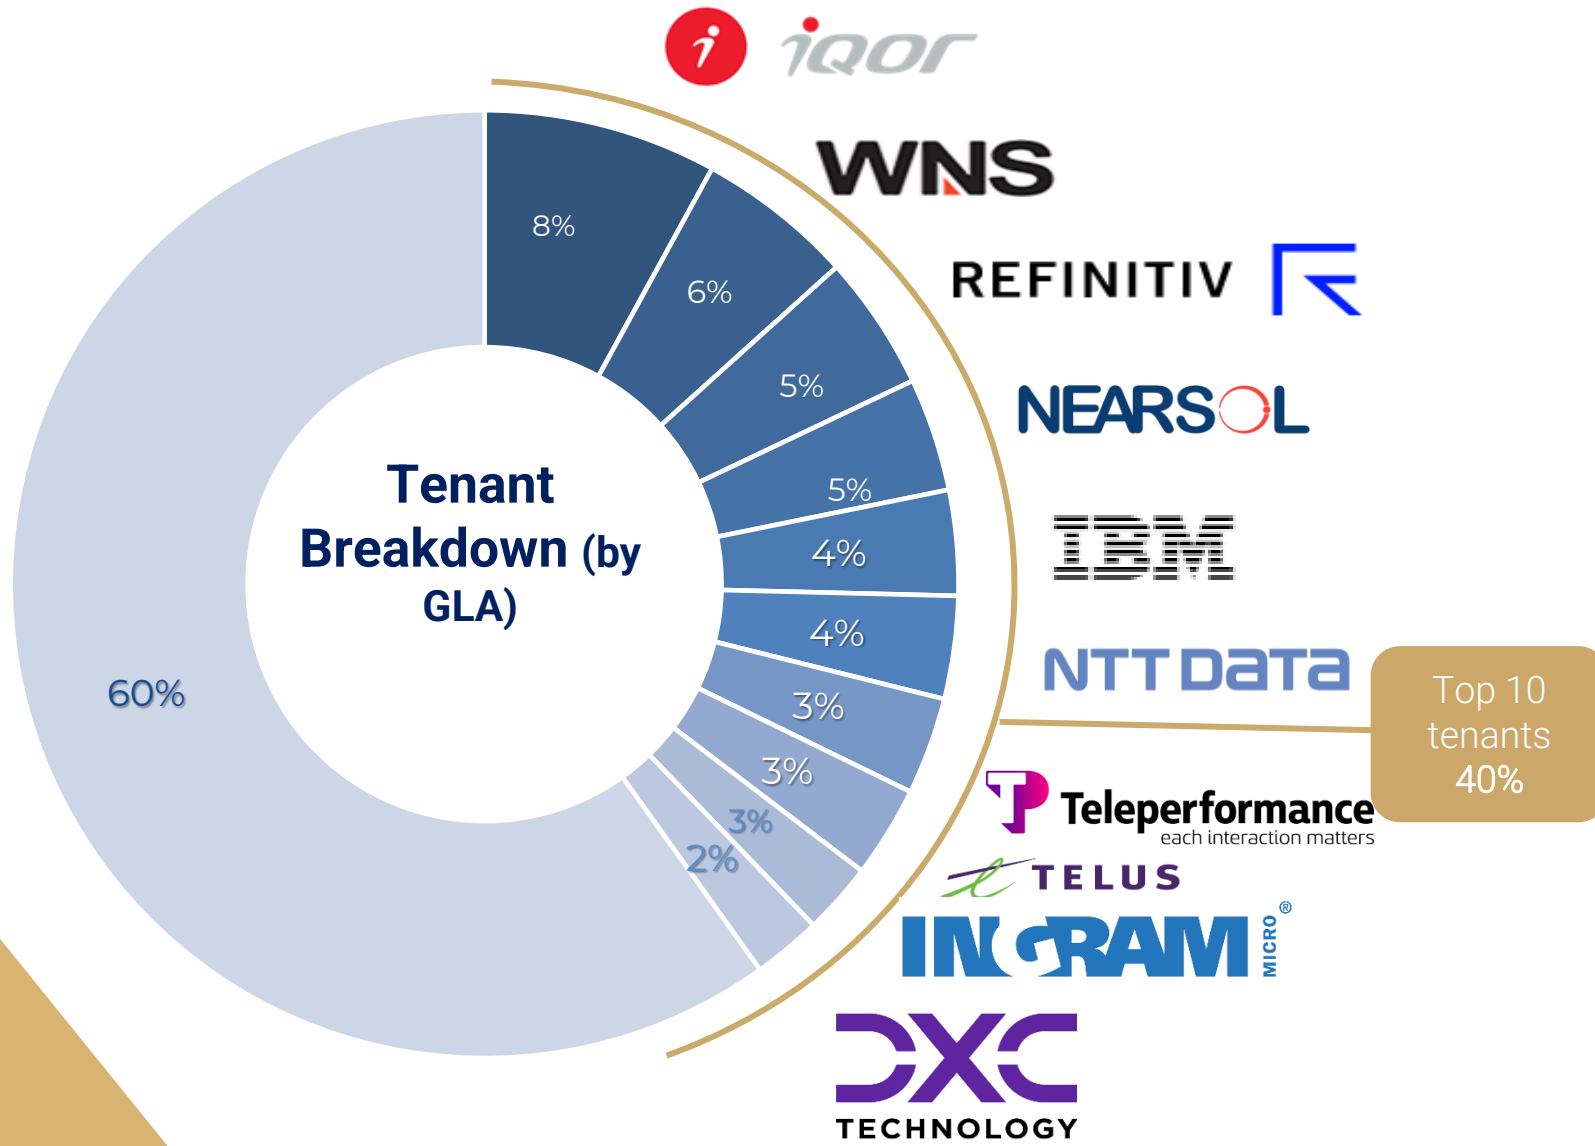 iqor
WNS
REFINITIV
NEARSOL
IBM
NTT DATA
Top 10
tenants
40%
Teleperformance
each interaction matters
TELUS
INGRAM MICRO®
DXC
TECHNOLOGY
Tenant
Breakdown (by
GLA)
8%
6%
5%
5%
4%
4%
3%
3%
3%
2%
60%